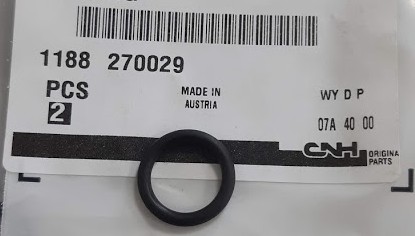 1188 270029
PCS
MADE IN
AUSTRIA
WY D P
2
07A 40 00
CNH ORIGINA
PARTS